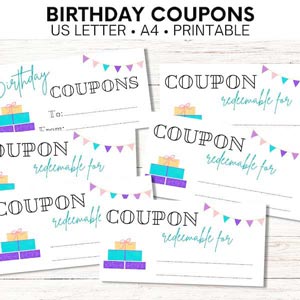 BIRTHDAY COUPONS
US LETTER • A4 • PRINTABLE
Birthday
COUPONS
To:
From:
COUPON
redeemable for
COUPON
redeemable for
COUPON
redeemable for
COUPON
redeemable
COUPON
redeemable for